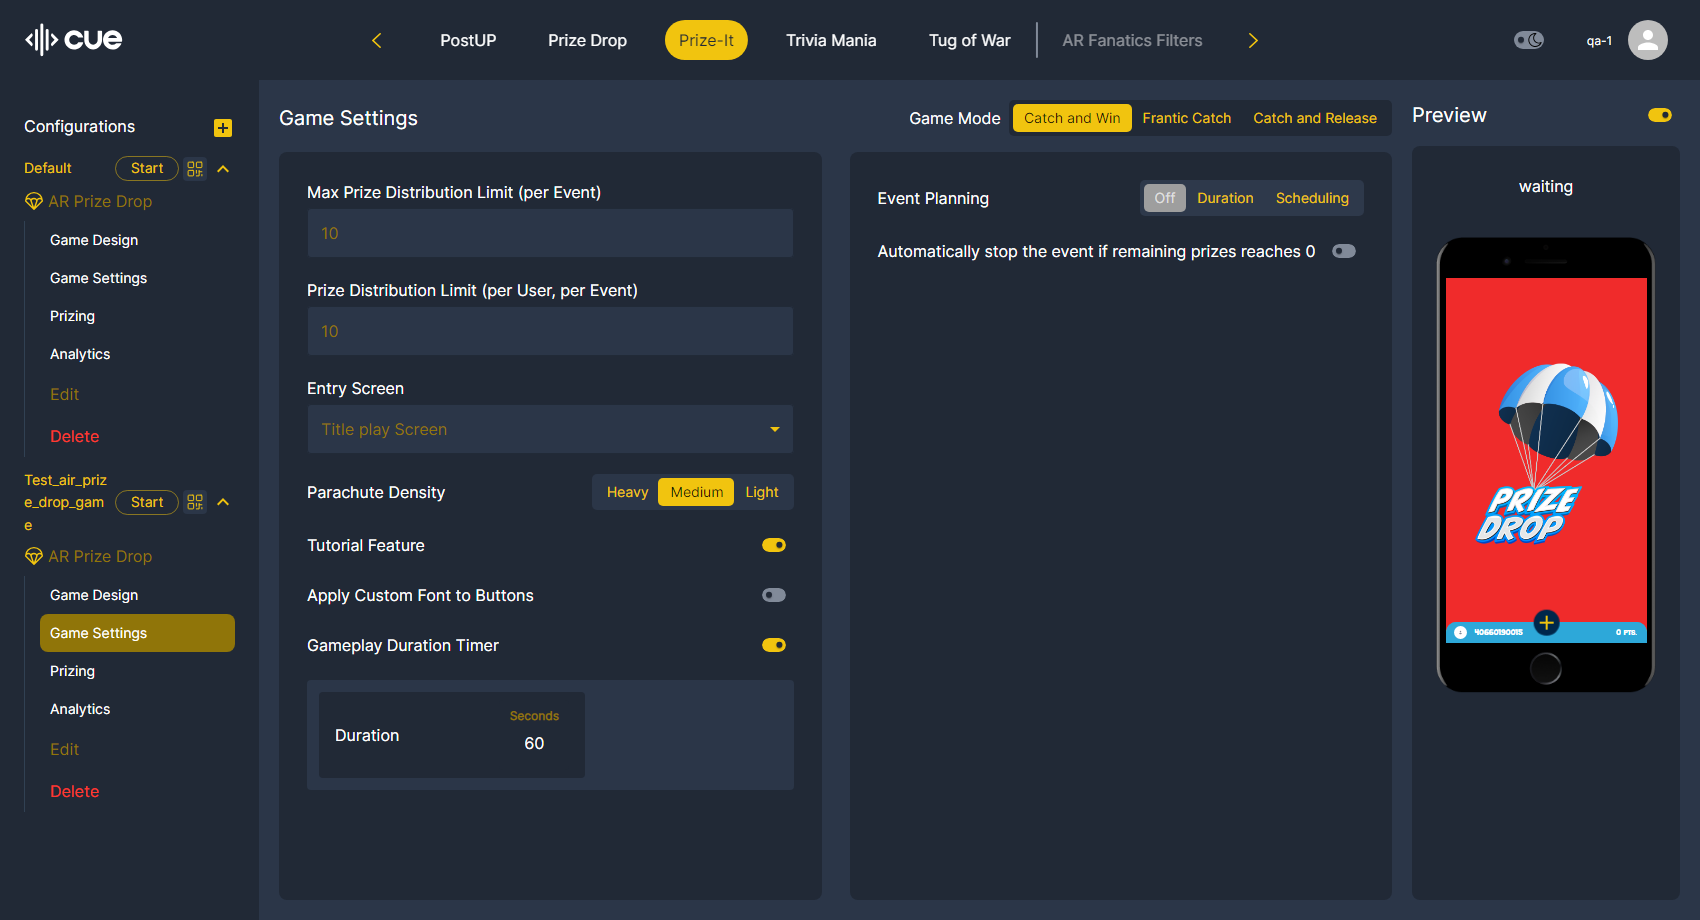 cue
PostUP
Prize Drop
Prize-It
Trivia Mania
Tug of War
AR Fanatics Filters
qa-1
Configurations
Default
Start
AR Prize Drop
Game Design
Game Settings
Prizing
Analytics
Edit
Delete
Test_air_priz
e_drop_gam
e
Start
AR Prize Drop
Game Design
Game Settings
Prizing
Analytics
Edit
Delete
Game Settings
Game Mode
Catch and Win
Frantic Catch
Catch and Release
Max Prize Distribution Limit (per Event)
10
Prize Distribution Limit (per User, per Event)
10
Entry Screen
Title play Screen
Parachute Density
Heavy
Medium
Light
Tutorial Feature
Apply Custom Font to Buttons
Gameplay Duration Timer
Duration
Seconds
60
Event Planning
Off
Duration
Scheduling
Automatically stop the event if remaining prizes reaches 0
Preview
waiting
PRIZE
DROP
40660190015
0 PTS.